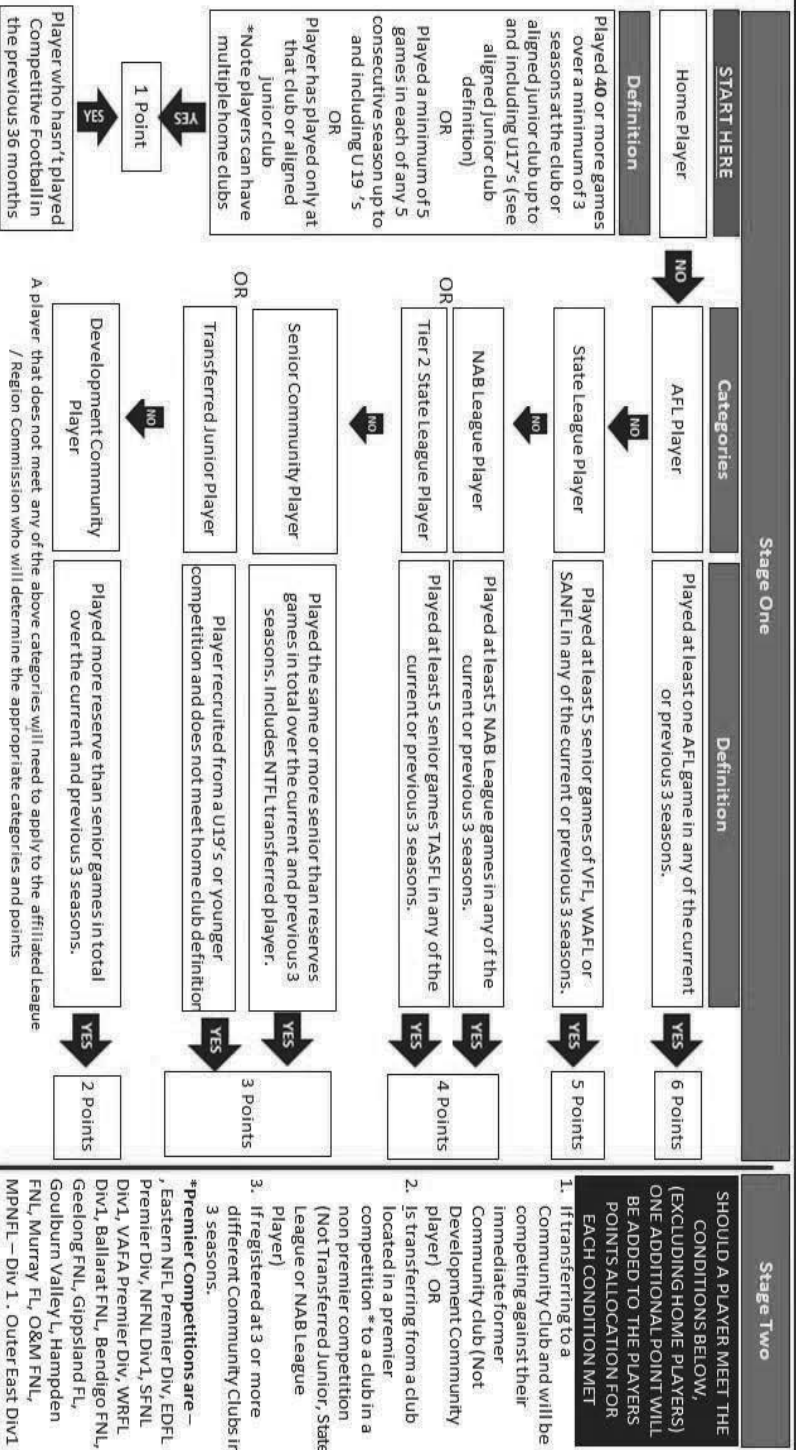 Stage One
START HERE
Home Player
Definition
Played 40 or more games
over a minimum of 3
seasons at the club or
aligned junior club up to
and including U17's (see
aligned junior club
definition)
OR
Played a minimum of 5
games in each of any 5
consecutive season up to
and including U 19 's
OR
Player has played only at
that club or aligned
junior club
*Note players can have
multiple home clubs
YES
1 Point
YES
Player who hasn't played
Competitive Football in
the previous 36 months
NO
Categories
Definition
AFL Player
Played at least one AFL game in any of the current
or previous 3 seasons.
YES
6 Points
NO
State League Player
Played at least 5 senior games of VFL, WAFL or
SANFL in any of the current or previous 3 seasons.
YES
5 Points
NO
NAB League Player
Played at least 5 NAB League games in any of the
current or previous 3 seasons.
YES
OR
Tier 2 State League Player
Played at least 5 senior games TASFL in any of the
current or previous 3 seasons.
YES
4 Points
NO
Senior Community Player
Played the same or more senior than reserves
games in total over the current and previous 3
seasons. Includes NTFL transferred player.
YES
OR
Transferred Junior Player
Player recruited from a U19's or younger
competition and does not meet home club definition
YES
3 Points
NO
Development Community
Player
Played more reserve than senior games in total
over the current and previous 3 seasons.
YES
2 Points
A player that does not meet any of the above categories will need to apply to the affiliated League
/ Region Commission who will determine the appropriate categories and points
Stage Two
SHOULD A PLAYER MEET THE
CONDITIONS BELOW,
(EXCLUDING HOME PLAYERS)
ONE ADDITIONAL POINT WILL
BE ADDED TO THE PLAYERS
POINTS ALLOCATION FOR
EACH CONDITION MET
1. If transferring to a
Community Club and will be
competing against their
immediate former
Community club (Not
Development Community
player) OR
2. Is transferring from a club
located in a premier
competition * to a club in a
non premier competition
(Not Transferred Junior, State
League or NAB League
Player)
3. If registered at 3 or more
different Community Clubs in
3 seasons.
*Premier Competitions are –
, Eastern NFL Premier Div, EDFL
Premier Div, NFNL Div1, SFNL
Div1, VAFA Premier Div, WRFL
Div1, Ballarat FNL, Bendigo FNL,
Geelong FNL, Gippsland FL,
Goulburn Valley L, Hampden
FNL, Murray FL, O&M FNL,
MPNFL – Div 1 . Outer East Div1